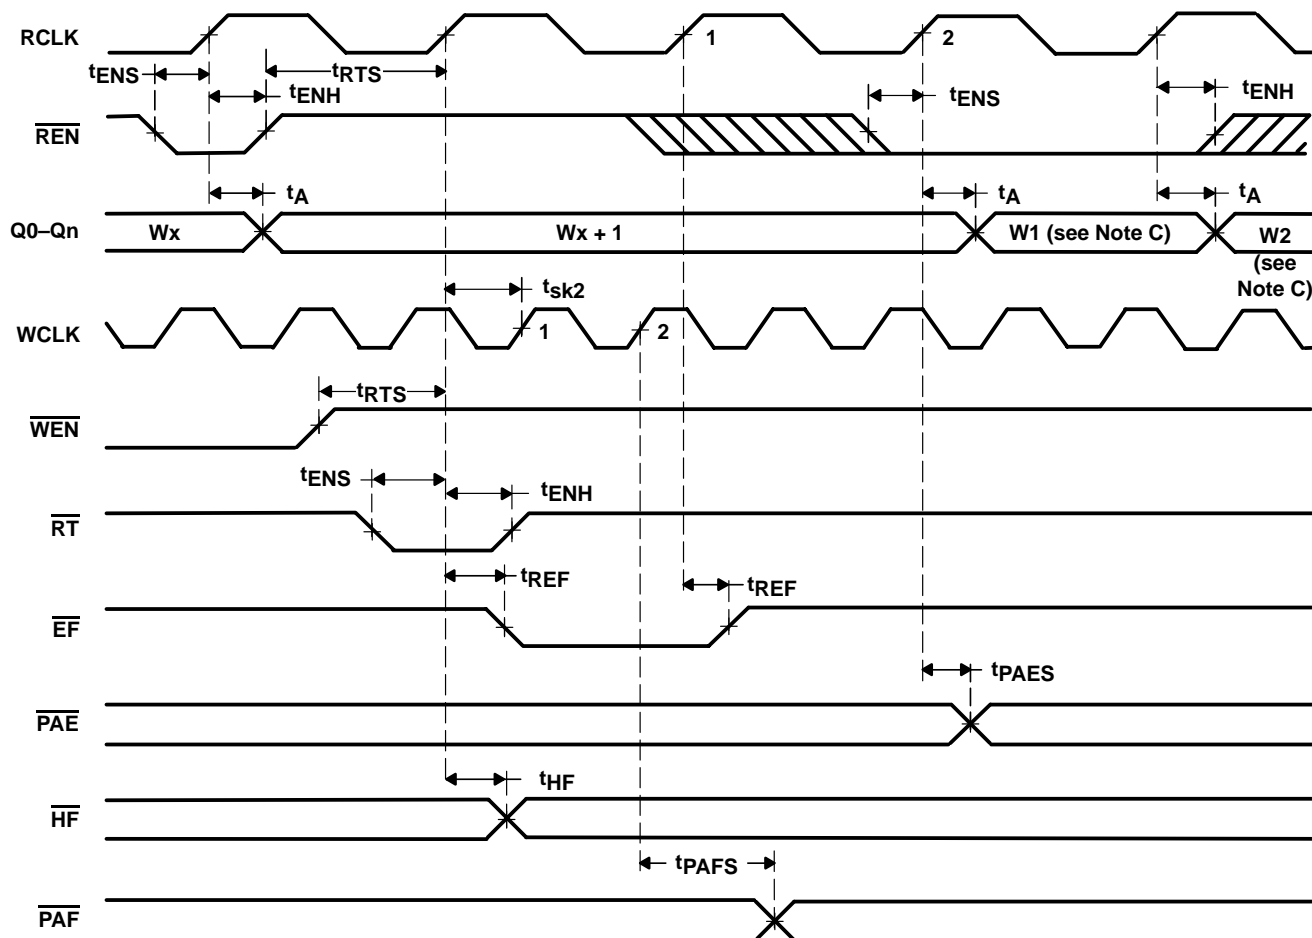 RCLK
1
2
tENS
tRTS
tENH
tENS
tENH
REN
tA
tA
tA
Q0–Qn
Wx
Wx + 1
W1 (see Note C)
W2
(see
Note C)
tsk2
WCLK
1
2
tRTS
WEN
tENS
tENH
RT
tREF
tREF
EF
tPAES
PAE
tHF
HF
tPAFS
PAF